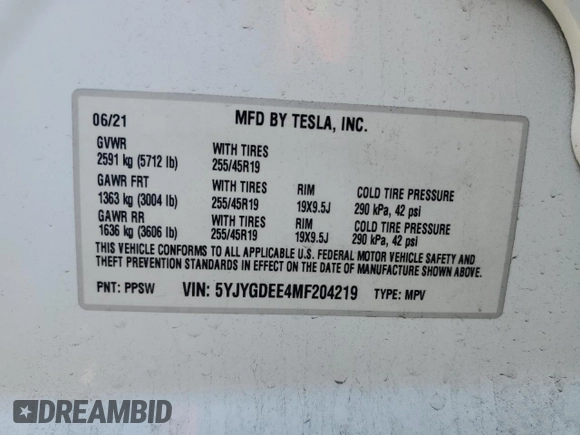 06/21 MFD BY TESLA, INC.
GVWR WITH TIRES
2591 kg (5712 lb) 255/45R19
GAWR FRT WITH TIRES RIM COLD TIRE PRESSURE
1363 kg (3004 lb) 255/45R19 19X9.5J 290 kPa, 42 psi
GAWR RR WITH TIRES RIM COLD TIRE PRESSURE
1636 kg (3606 lb) 255/45R19 19X9.5J 290 kPa, 42 psi
THIS VEHICLE CONFORMS TO ALL APPLICABLE U.S. FEDERAL MOTOR VEHICLE SAFETY AND
THEFT PREVENTION STANDARDS IN EFFECT ON THE DATE OF MANUFACTURE SHOWN ABOVE.
PNT: PPSW VIN: 5YJYGDEE4MF204219 TYPE: MPV
DREAMBID